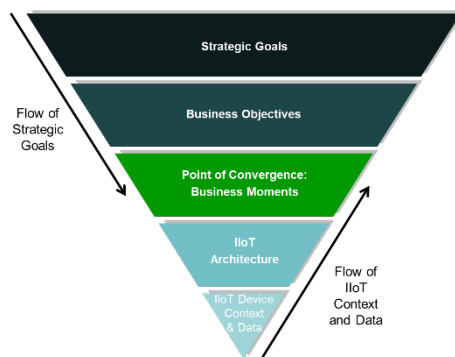 Strategic Goals
Flow of
Strategic
Goals
Business Objectives
Point of Convergence:
Business Moments
IIoT
Architecture
Flow of
IIoT
Context
and Data
IIoT Device
Context
& Data